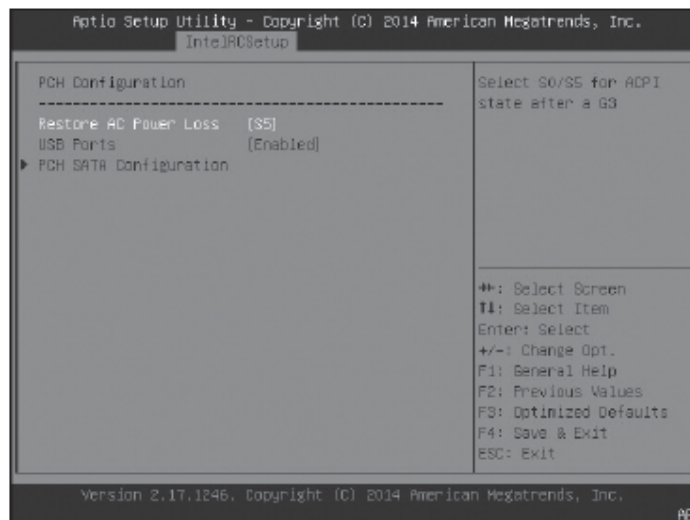 Aptio Setup Utility - Copyright (C) 2014 American Megatrends, Inc.
IntelRCSetup
PCH Configuration
Restore AC Power Loss [S5]
USB Ports [Enabled]
PCH SATA Configuration
Select S0/S5 for ACPI
state after a G3
: Select Screen
↑↓: Select Item
Enter: Select
+/-: Change Opt.
F1: General Help
F2: Previous Values
F3: Optimized Defaults
F4: Save & Exit
ESC: Exit
Version 2.17.1246. Copyright (C) 2014 American Megatrends, Inc.